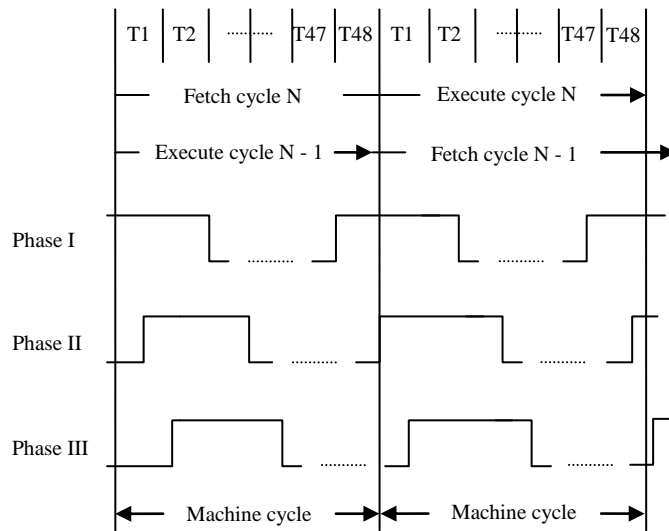 T1 T2 ............ T47 T48 T1 T2 ............ T47 T48
Fetch cycle N Execute cycle N
Execute cycle N - 1 Fetch cycle N - 1
Phase I
Phase II
Phase III
Machine cycle Machine cycle